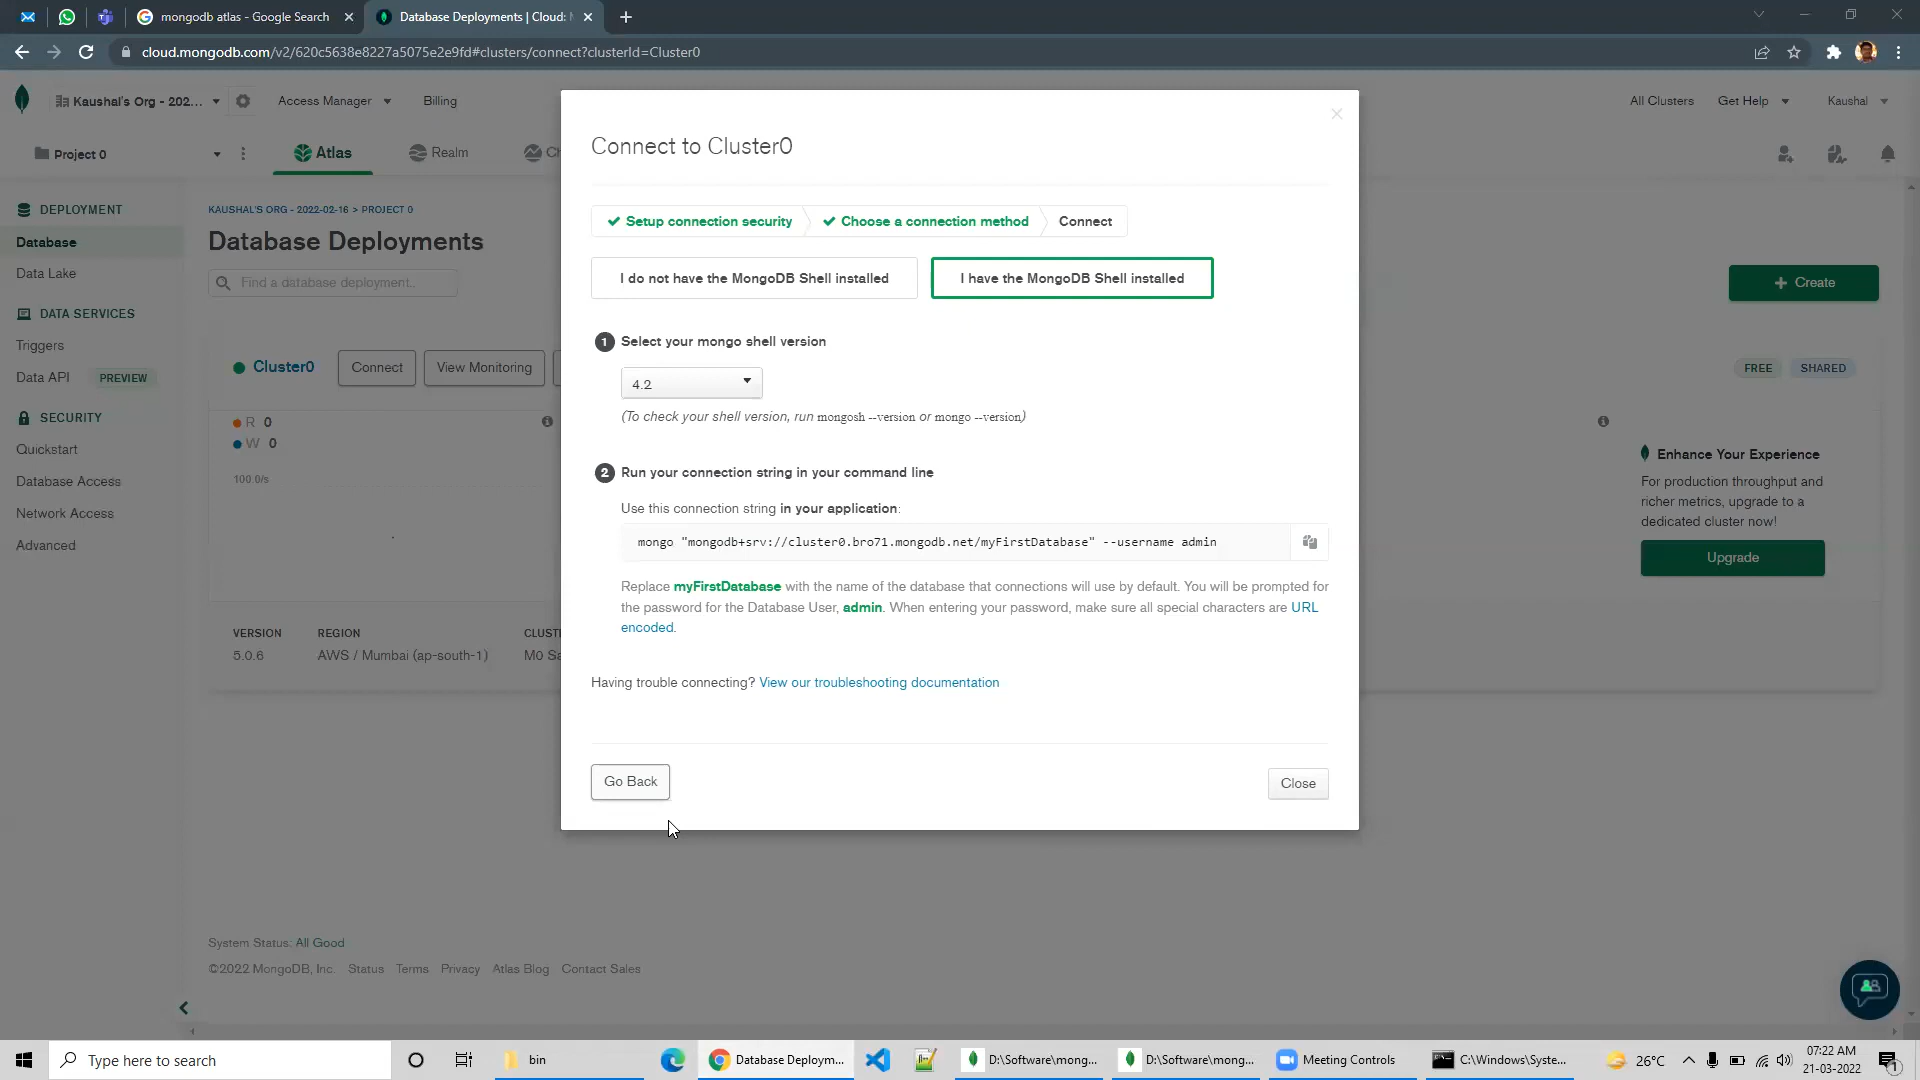 mongodb atlas - Google Search
Database Deployments | Cloud:
cloud.mongodb.com/v2/620c5638e8227a5075e2e9fd#clusters/connect?clusterId=Cluster0
Kaushal's Org - 202...
Access Manager
Billing
All Clusters
Get Help
Kaushal
Project 0
Atlas
Realm
DEPLOYMENT
Database
Data Lake
DATA SERVICES
Triggers
Data API
PREVIEW
SECURITY
Quickstart
Database Access
Network Access
Advanced
KAUSHAL'S ORG - 2022-02-16 > PROJECT 0
Database Deployments
Find a database deployment..
+ Create
Cluster0
Connect
View Monitoring
FREE
SHARED
R 0
W 0
100.0/s
Enhance Your Experience
For production throughput and
richer metrics, upgrade to a
dedicated cluster now!
Upgrade
VERSION
REGION
5.0.6
AWS / Mumbai (ap-south-1)
Connect to Cluster0
Setup connection security
Choose a connection method
Connect
I do not have the MongoDB Shell installed
I have the MongoDB Shell installed
1 Select your mongo shell version
4.2
(To check your shell version, run mongosh --version or mongo --version)
2 Run your connection string in your command line
Use this connection string in your application:
mongo "mongodb+srv://cluster0.bro71.mongodb.net/myFirstDatabase" --username admin
Replace myFirstDatabase with the name of the database that connections will use by default. You will be prompted for
the password for the Database User, admin. When entering your password, make sure all special characters are URL
encoded.
Having trouble connecting? View our troubleshooting documentation
Go Back
Close
System Status: All Good
©2022 MongoDB, Inc. Status Terms Privacy Atlas Blog Contact Sales
Type here to search
bin
Database Deploym...
D:\Software\mong...
D:\Software\mong...
Meeting Controls
C:\Windows\Syste...
26°C
07:22 AM
21-03-2022
1